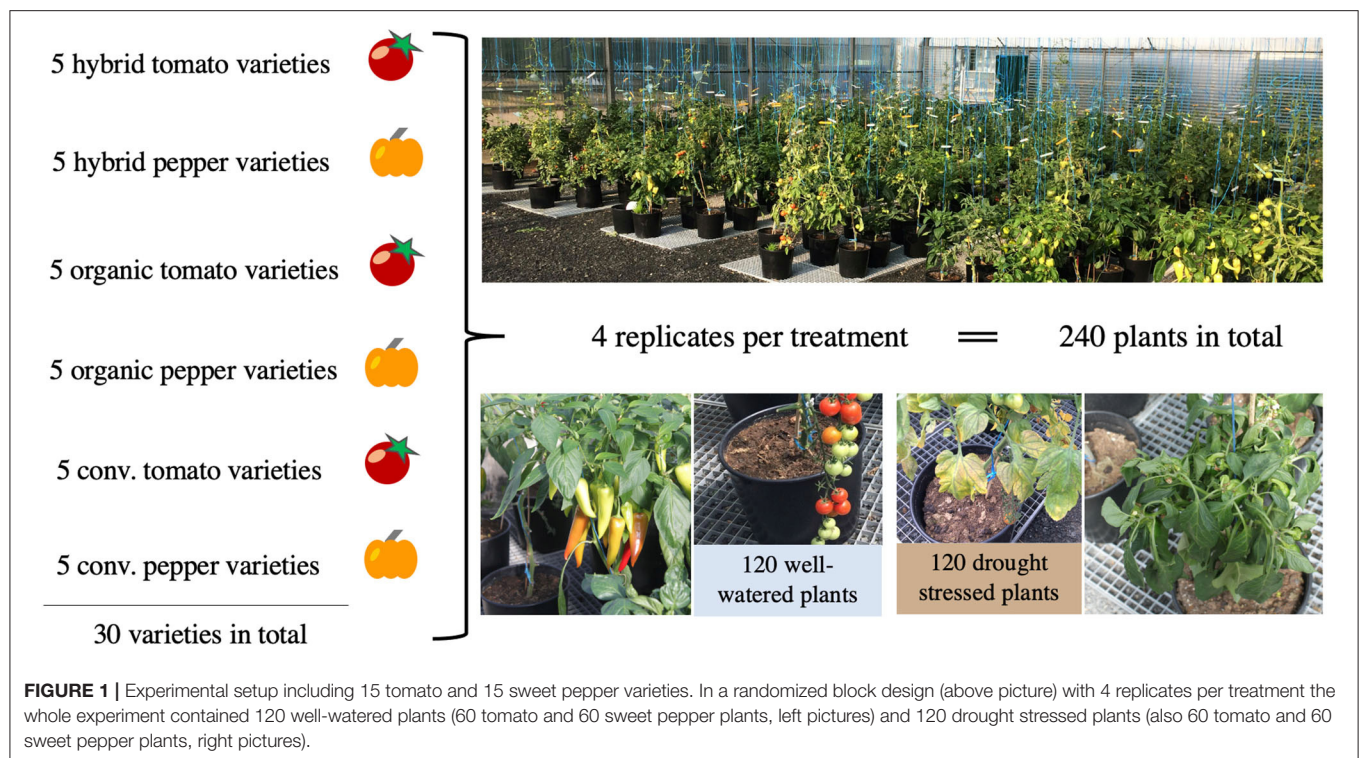 5 hybrid tomato varieties
5 hybrid pepper varieties
5 organic tomato varieties
5 organic pepper varieties
5 conv. tomato varieties
5 conv. pepper varieties
30 varieties in total
4 replicates per treatment = 240 plants in total
120 well-
watered plants
120 drought
stressed plants
FIGURE 1 | Experimental setup including 15 tomato and 15 sweet pepper varieties. In a randomized block design (above picture) with 4 replicates per treatment the
whole experiment contained 120 well-watered plants (60 tomato and 60 sweet pepper plants, left pictures) and 120 drought stressed plants (also 60 tomato and 60
sweet pepper plants, right pictures).